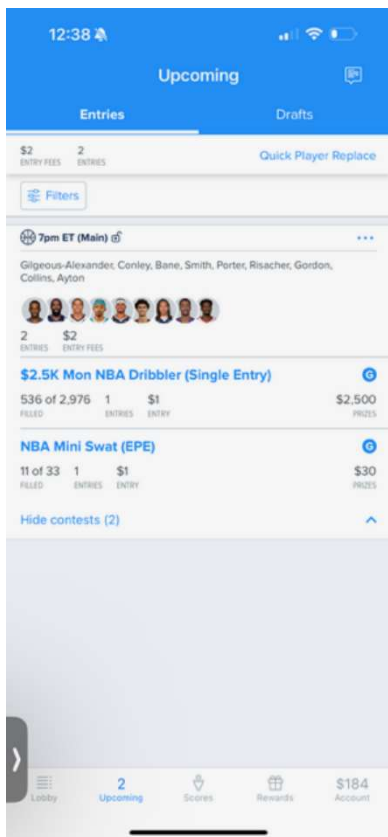 12:38
Upcoming
Entries Drafts
$2 2 Quick Player Replace
ENTRY FEES ENTRIES
Filters
7pm ET (Main)
Gilgeous-Alexander, Conley, Bane, Smith, Porter, Risacher, Gordon,
Collins, Ayton
2 $2
ENTRIES ENTRY FEES
$2.5K Mon NBA Dribbler (Single Entry) G
536 of 2,976 1 $1 $2,500
FILLED ENTRIES ENTRY PRIZES
NBA Mini Swat (EPE) G
11 of 33 1 $1 $30
FILLED ENTRIES ENTRY PRIZES
Hide contests (2)
2 $184
Lobby Upcoming Scores Rewards Account